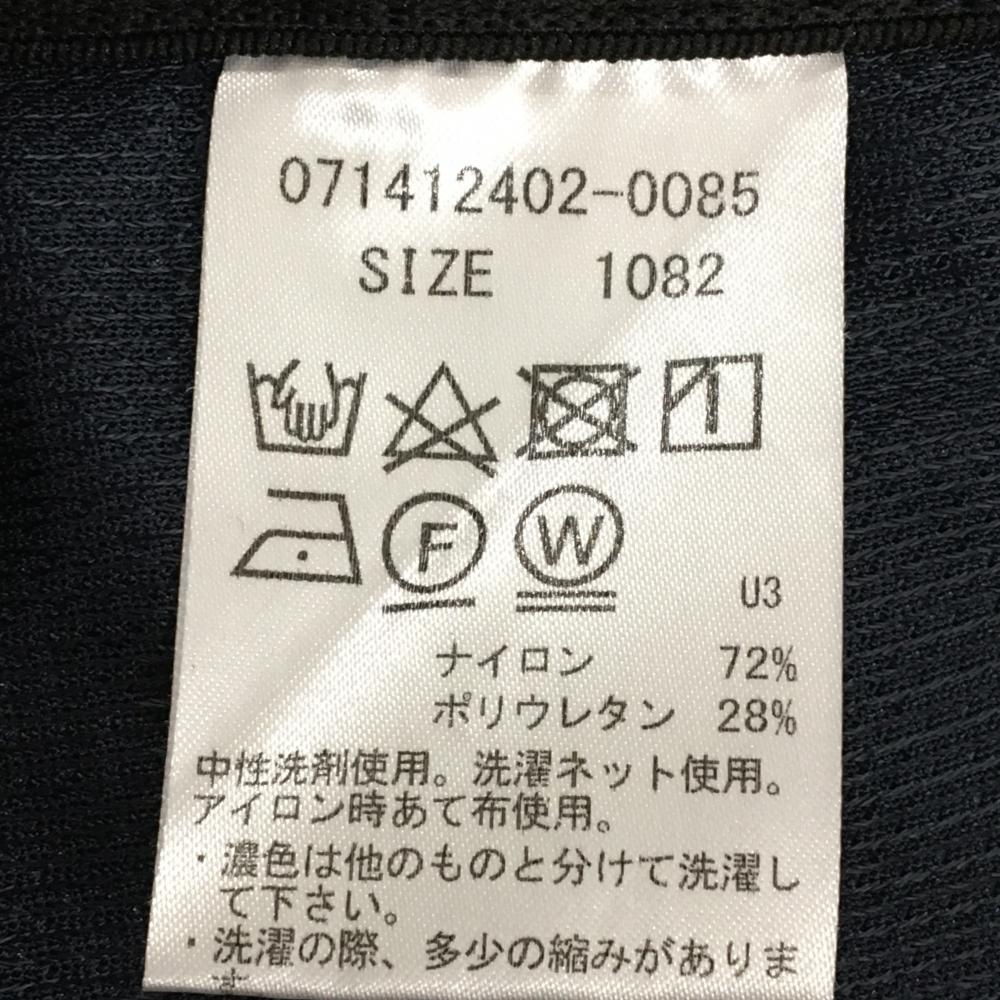 071412402-0085
SIZE 1082
F W
U3
ナイロン 72%
ポリウレタン 28%
中性洗剤使用。洗濯ネット使用。
アイロン時あて布使用。
・濃色は他のものと分けて洗濯し
て下さい。
・洗濯の際、多少の縮みがありま
す